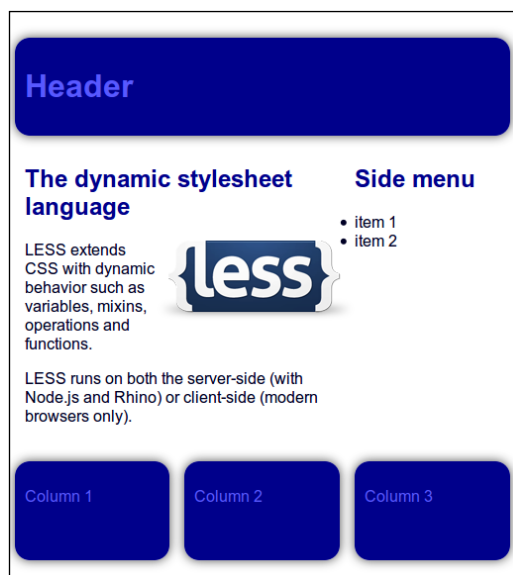 Header
The dynamic stylesheet
language
LESS extends
CSS with dynamic
behavior such as
variables, mixins,
operations and
functions.
{less}
LESS runs on both the server-side (with
Node.js and Rhino) or client-side (modern
browsers only).
Side menu
item 1
item 2
Column 1
Column 2
Column 3